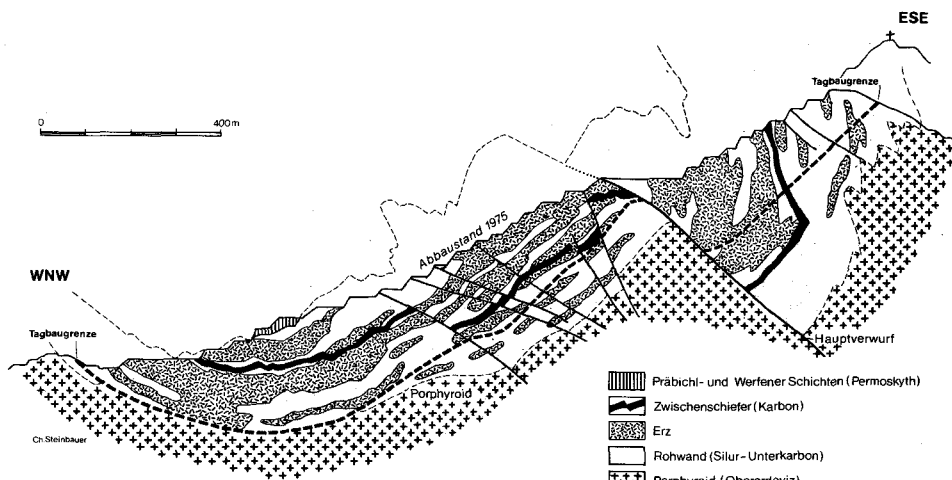 ESE
Tagbaugrenze
0 400m
Abbaustand 1975
WNW
Tagbaugrenze
Hauptverwurf
Porphyroid
Präbichl- und Werfener Schichten (Permoskyth)
Zwischenschiefer (Karbon)
Erz
Rohwand (Silur-Unterkarbon)
Ch. Steinbauer